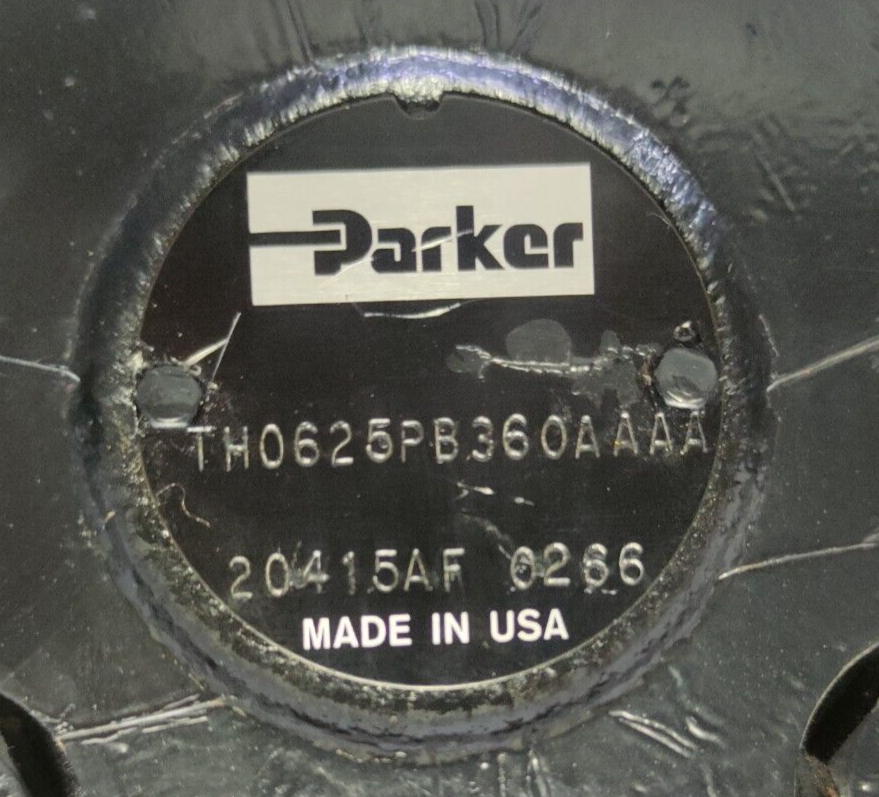 Parker
TH0625PB360AAAA
20415AF 0266
MADE IN USA